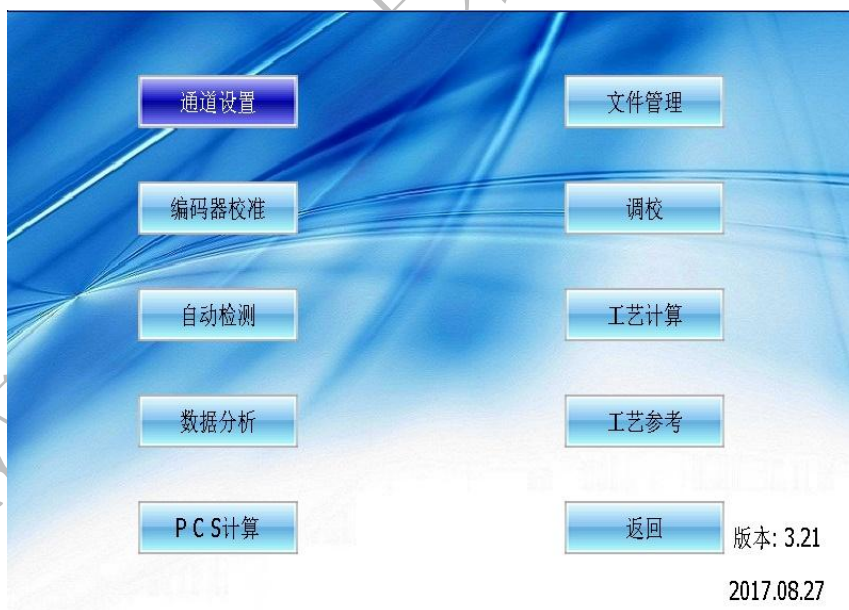 通道设置
文件管理
编码器校准
调校
自动检测
工艺计算
数据分析
工艺参考
P C S计算
返回
版本: 3.21
2017.08.27